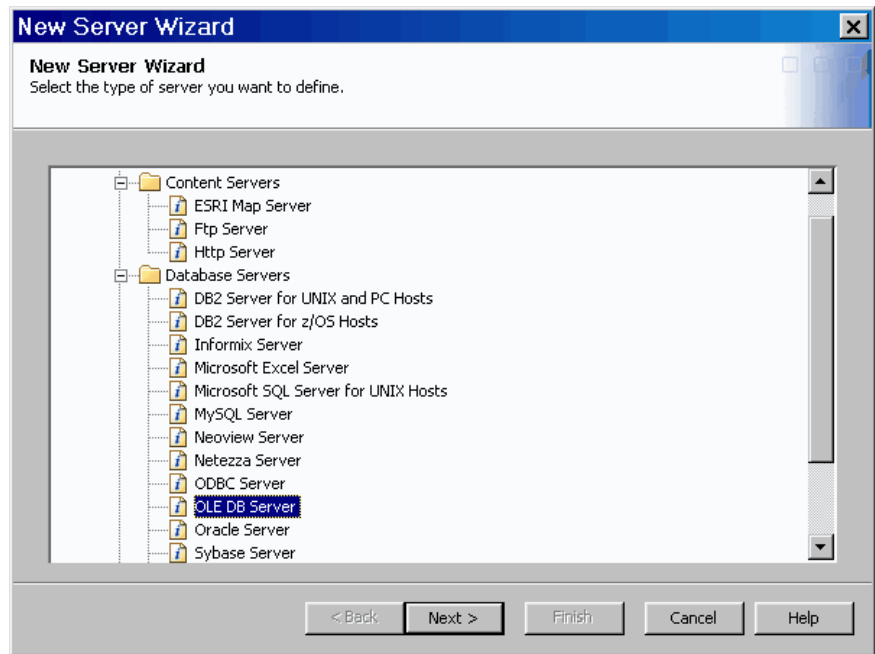 New Server Wizard
New Server Wizard
Select the type of server you want to define.
Content Servers
ESRI Map Server
Ftp Server
Http Server
Database Servers
DB2 Server for UNIX and PC Hosts
DB2 Server for z/OS Hosts
Informix Server
Microsoft Excel Server
Microsoft SQL Server for UNIX Hosts
MySQL Server
Neoview Server
Netezza Server
ODBC Server
OLE DB Server
Oracle Server
Sybase Server
< Back Next > Finish Cancel Help